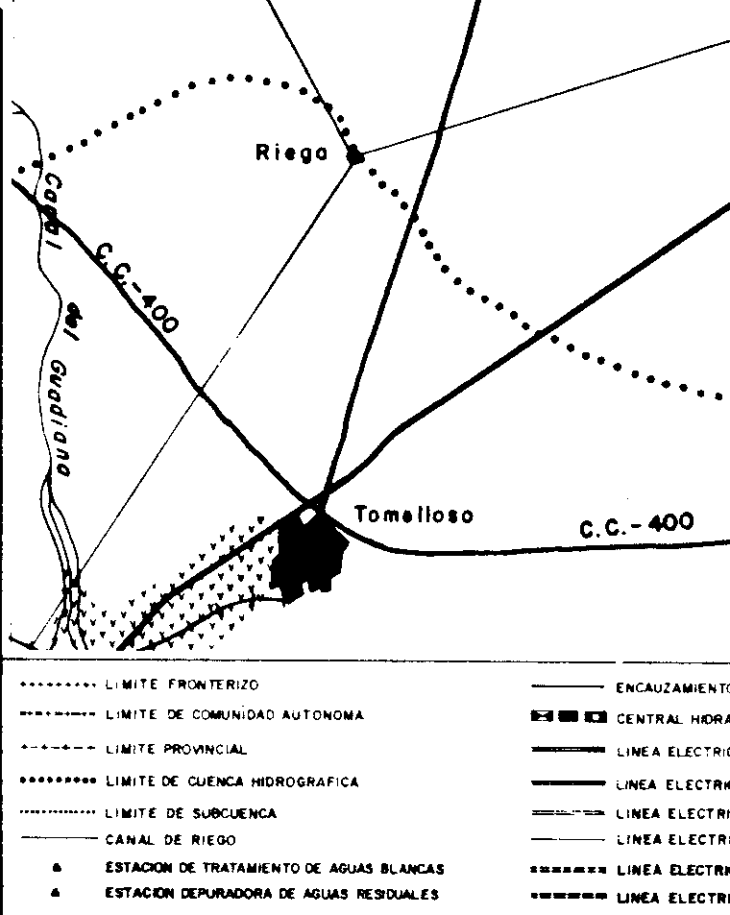 Riega
Canal del Guadiana
C.C.-400
Tomelloso
C.C.-400
LIMITE FRONTERIZO
LIMITE DE COMUNIDAD AUTONOMA
LIMITE PROVINCIAL
LIMITE DE CUENCA HIDROGRAFICA
LIMITE DE SUBCUENCA
CANAL DE RIEGO
ESTACION DE TRATAMIENTO DE AGUAS BLANCAS
ESTACION DEPURADORA DE AGUAS RESIDUALES
ENCAUZAMIENTO
CENTRAL HIDRA
LINEA ELECTRIC
LINEA ELECTRI
LINEA ELECTRI
LINEA ELECTRI
LINEA ELECTRI
LINEA ELECTRI